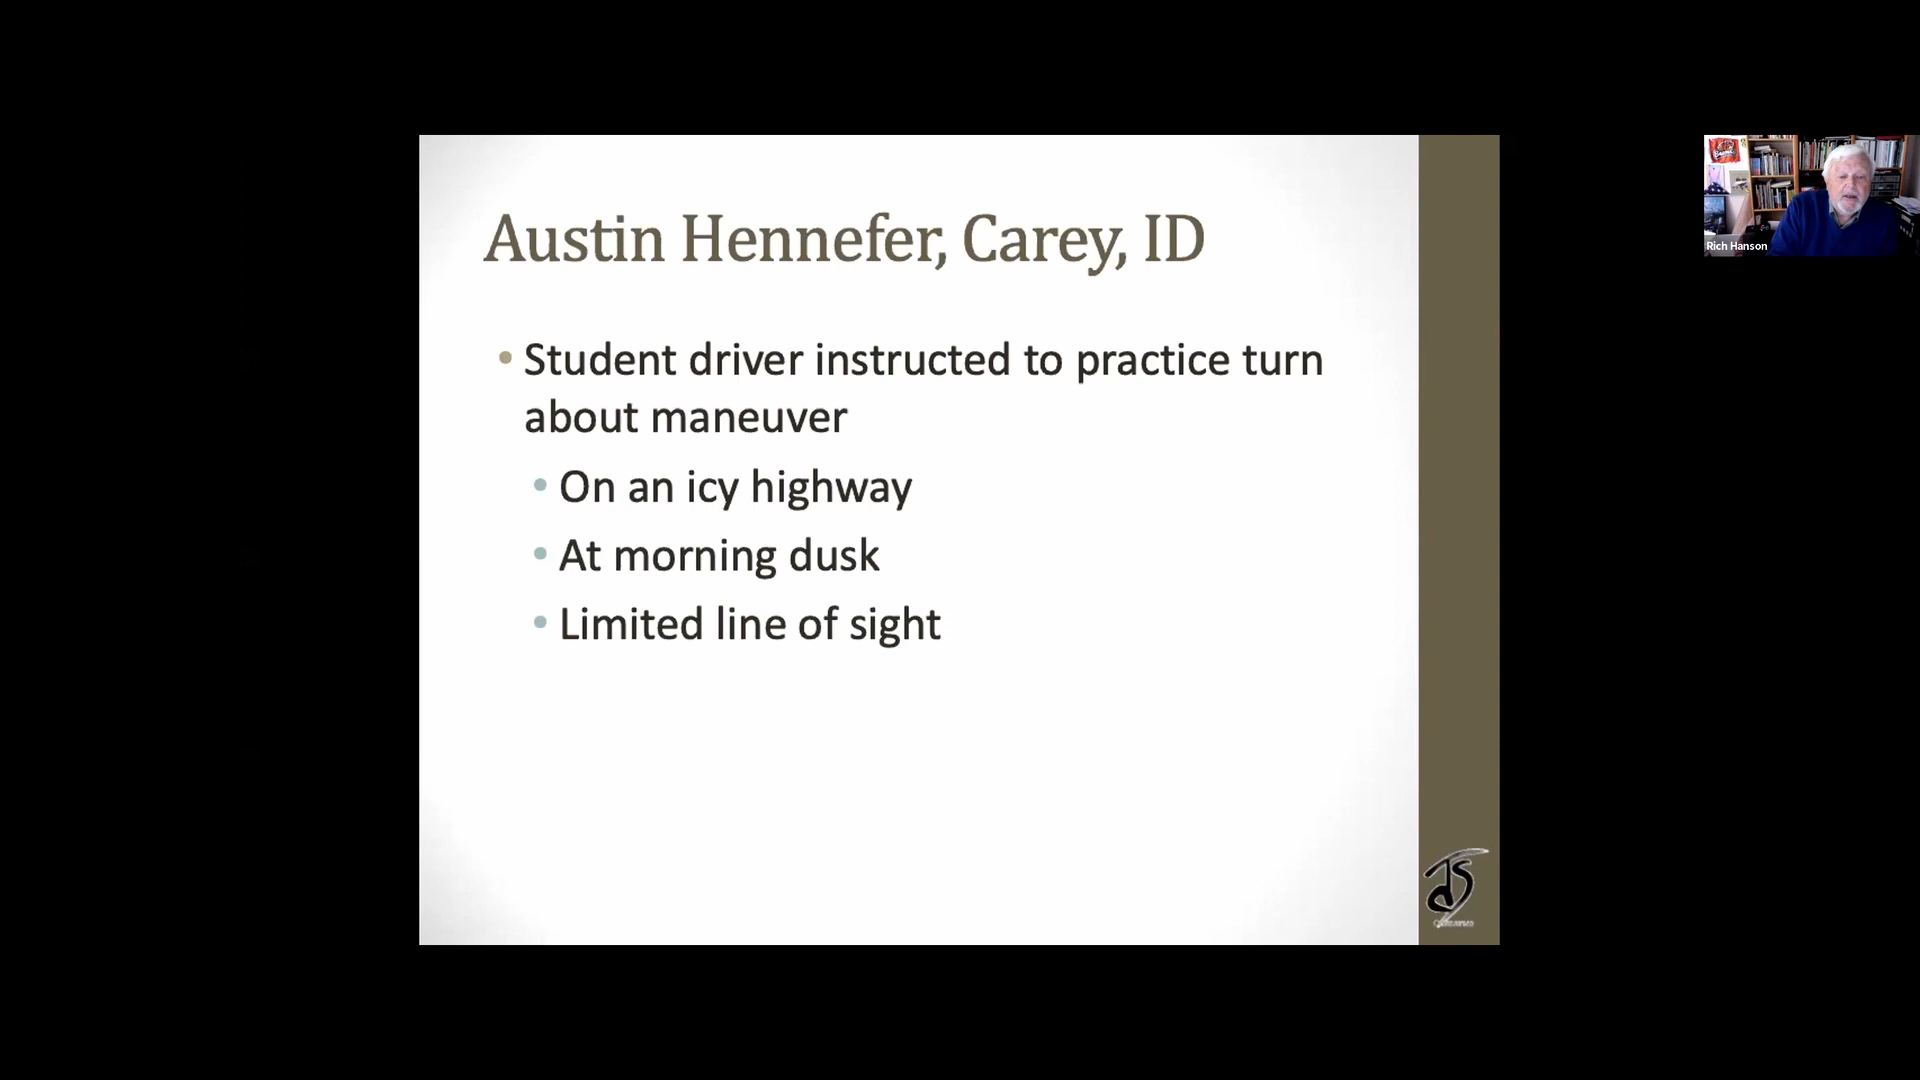 Austin Hennefer, Carey, ID
• Student driver instructed to practice turn
about maneuver
• On an icy highway
• At morning dusk
• Limited line of sight
Rich Hanson